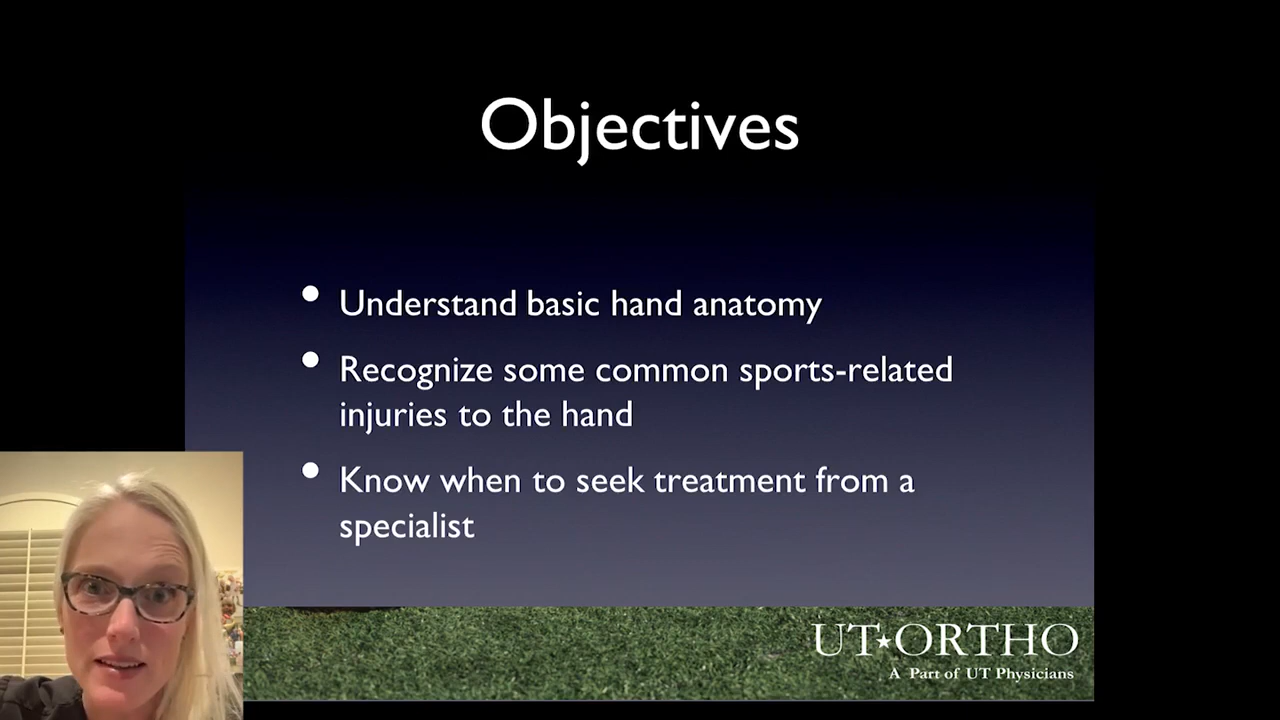 Objectives
• Understand basic hand anatomy
• Recognize some common sports-related
injuries to the hand
• Know when to seek treatment from a
specialist
UT★ORTHO
A Part of UT Physicians